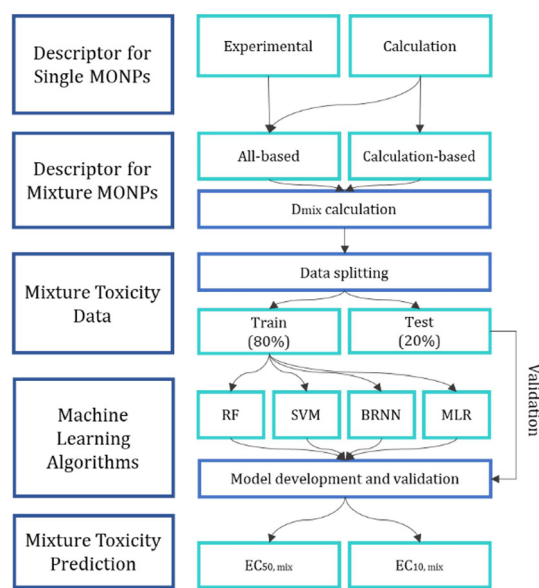 Descriptor for
Single MONPs
Experimental
Calculation
Descriptor for
Mixture MONPs
All-based
Calculation-based
Dmix calculation
Mixture Toxicity
Data
Data splitting
Train
(80%)
Test
(20%)
Validation
Machine
Learning
Algorithms
RF
SVM
BRNN
MLR
Model development and validation
Mixture Toxicity
Prediction
EC50, mix
EC10, mix